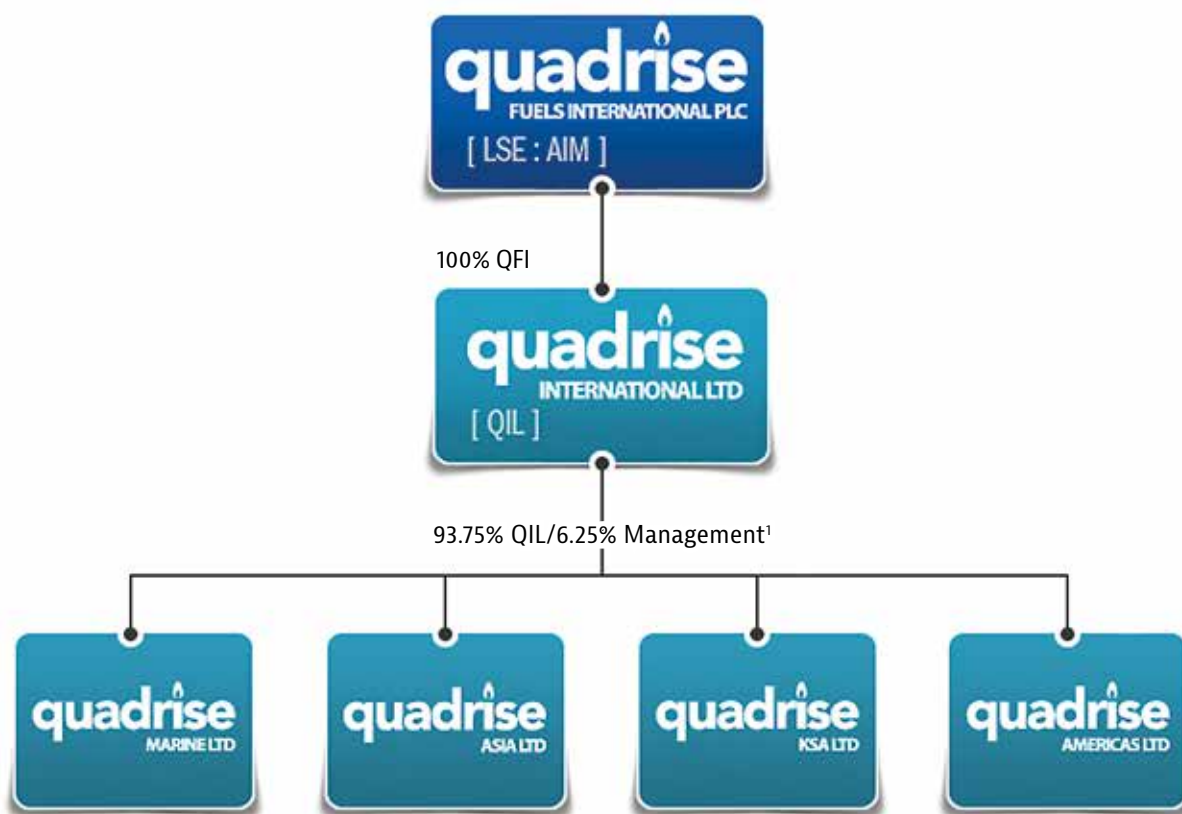 quadrise
FUELS INTERNATIONAL PLC
[ LSE : AIM ]
100% QFI
quadrise
INTERNATIONAL LTD
[ QIL ]
93.75% QIL/6.25% Management¹
quadrise
MARINE LTD
quadrise
ASIA LTD
quadrise
KSA LTD
quadrise
AMERICAS LTD